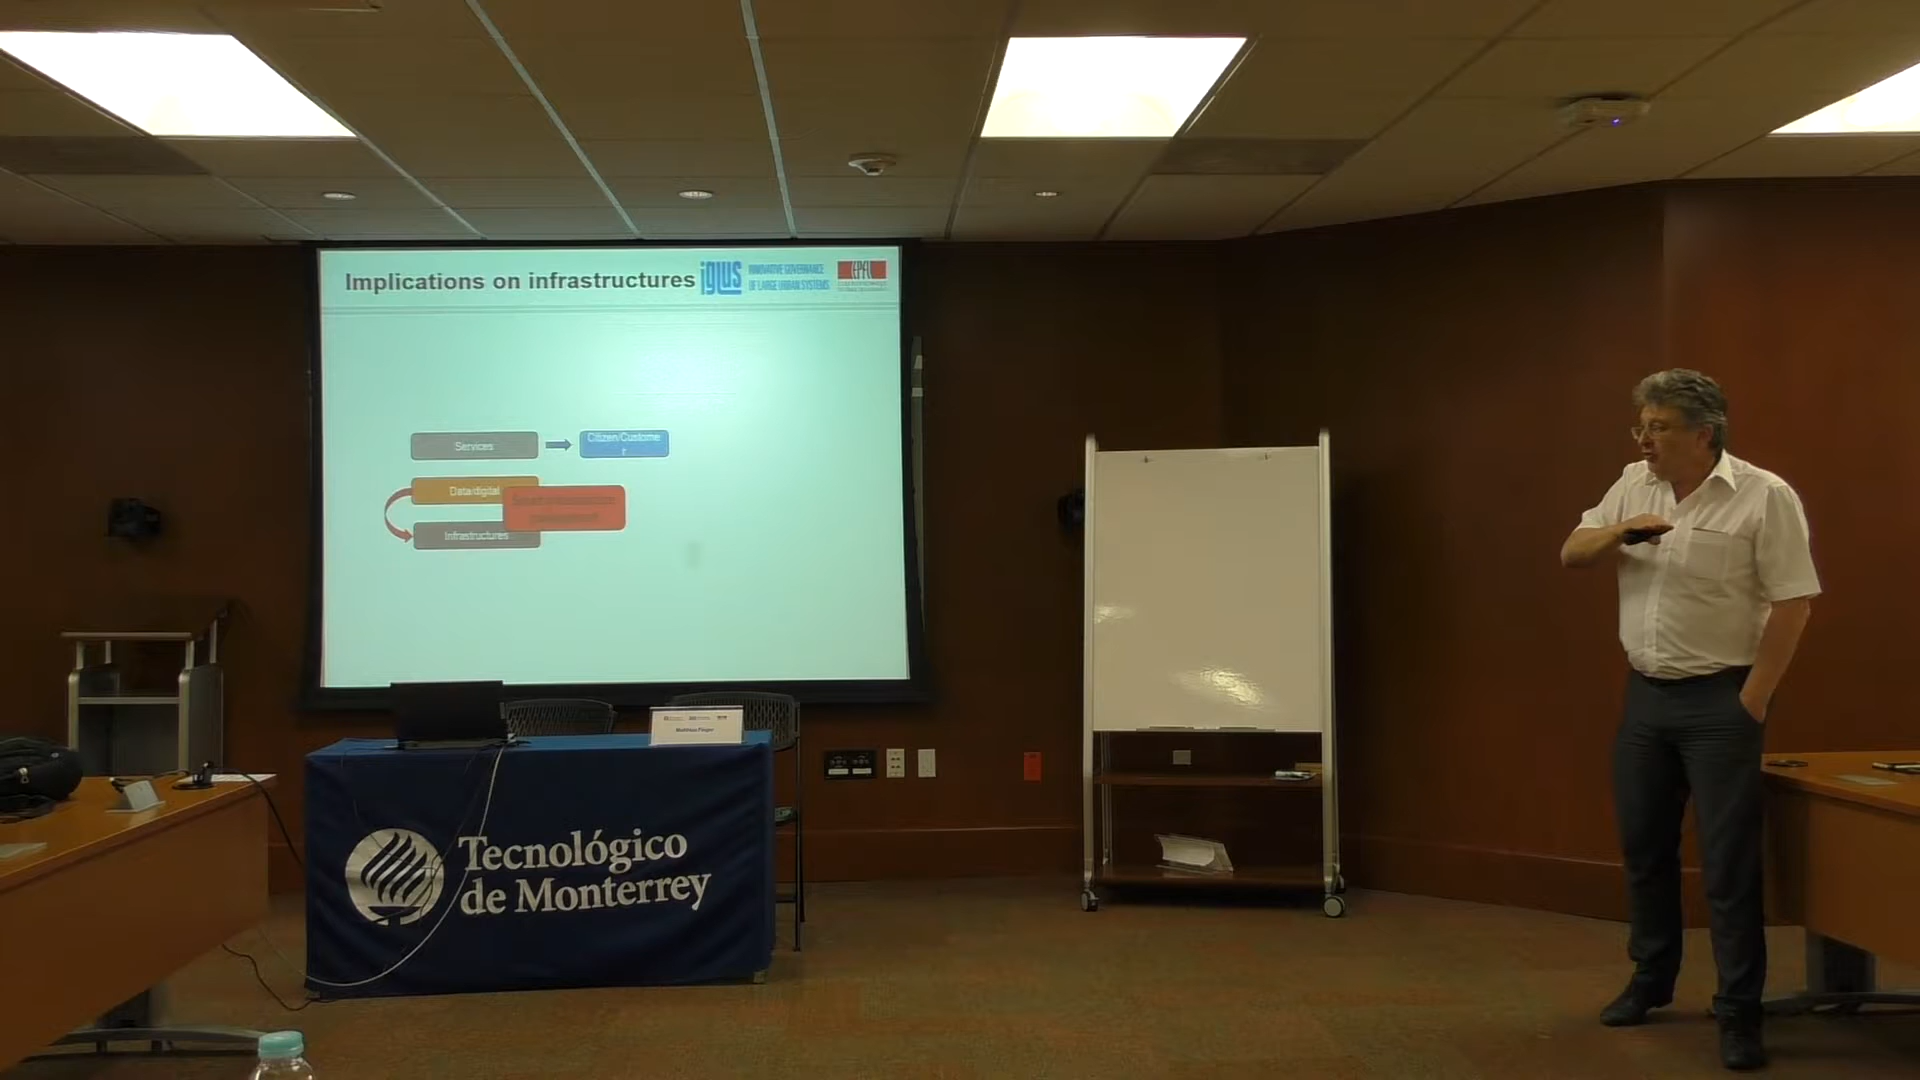 Implications on infrastructures
iglus
INNOVATIVE GOVERNANCE
OF LARGE URBAN SYSTEMS
EPFL
Services
Citizen/Custome
r
Data/digital
Infrastructures
Tecnológico
de Monterrey